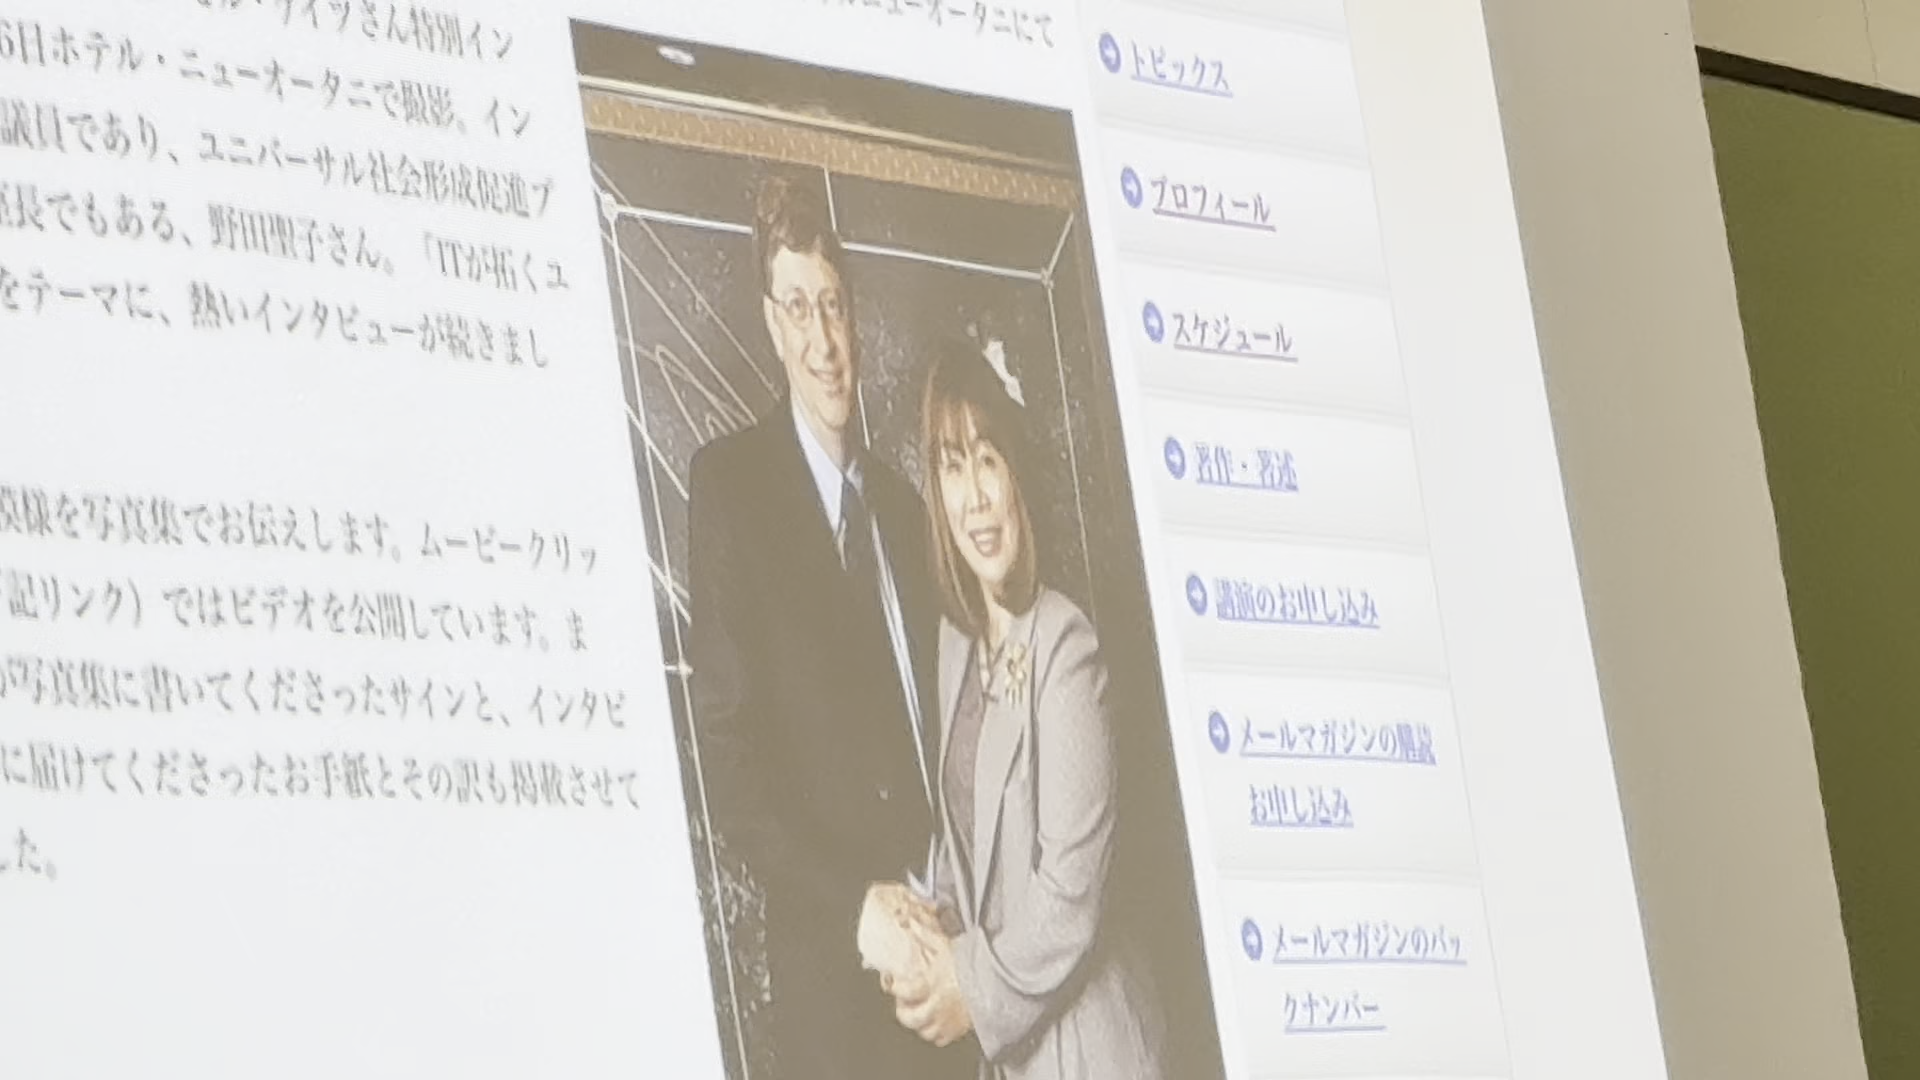 ル・ゲイツさん特別イン
6日ホテル・ニューオータニで撮影。イン
議員であり、ユニバーサル社会形成促進プ
座長でもある、野田聖子さん。「ITが拓くユ
をテーマに、熱いインタビューが続きまし
模様を写真集でお伝えします。ムービークリッ
記リンク）ではビデオを公開しています。ま
が写真集に書いてくださったサインと、インタビ
に届けてくださったお手紙とその訳も掲載させて
した。
ルニューオータニにて
トピックス
プロフィール
スケジュール
著作・著述
講演のお申し込み
メールマガジンの購読
お申し込み
メールマガジンのバッ
クナンバー